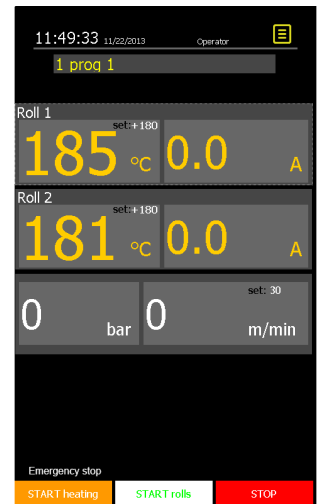 11:49:33 11/22/2013 Operator
1 prog 1
Roll 1
set:+180
185 °C 0.0 A
Roll 2
set:+180
181 °C 0.0 A
set: 30
0 bar 0 m/min
Emergency stop
START heating START rolls STOP